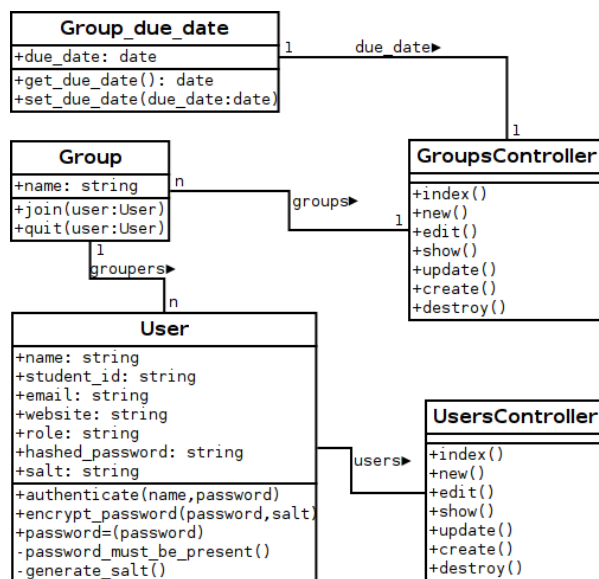 Group_due_date
+due_date: date
+get_due_date(): date
+set_due_date(due_date:date)
1
due_date▶
1
Group
+name: string
+join(user:User)
+quit(user:User)
n
groups▶
1
GroupsController
+index()
+new()
+edit()
+show()
+update()
+create()
+destroy()
1
groupers▶
n
User
+name: string
+student_id: string
+email: string
+website: string
+role: string
+hashed_password: string
+salt: string
+authenticate(name,password)
+encrypt_password(password,salt)
+password=(password)
-password_must_be_present()
-generate_salt()
users▶
UsersController
+index()
+new()
+edit()
+show()
+update()
+create()
+destroy()